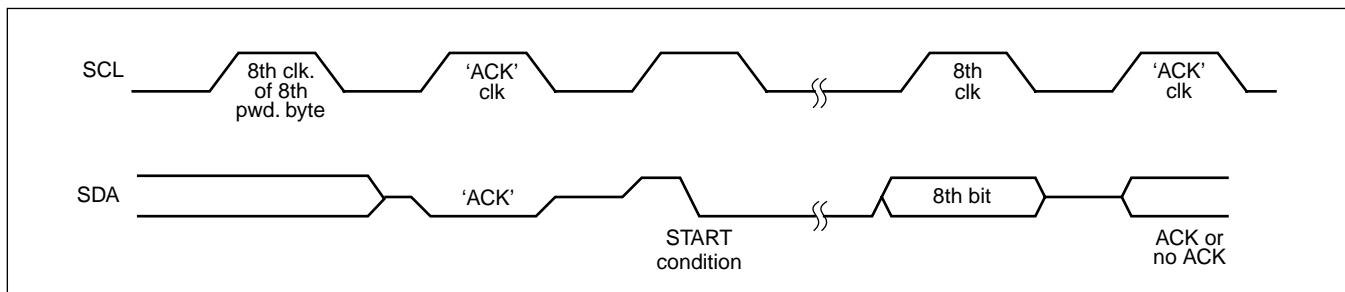 SCL
8th clk.
of 8th
pwd. byte
‘ACK’
clk
8th
clk
‘ACK’
clk
SDA
‘ACK’
8th bit
START
condition
ACK or
no ACK